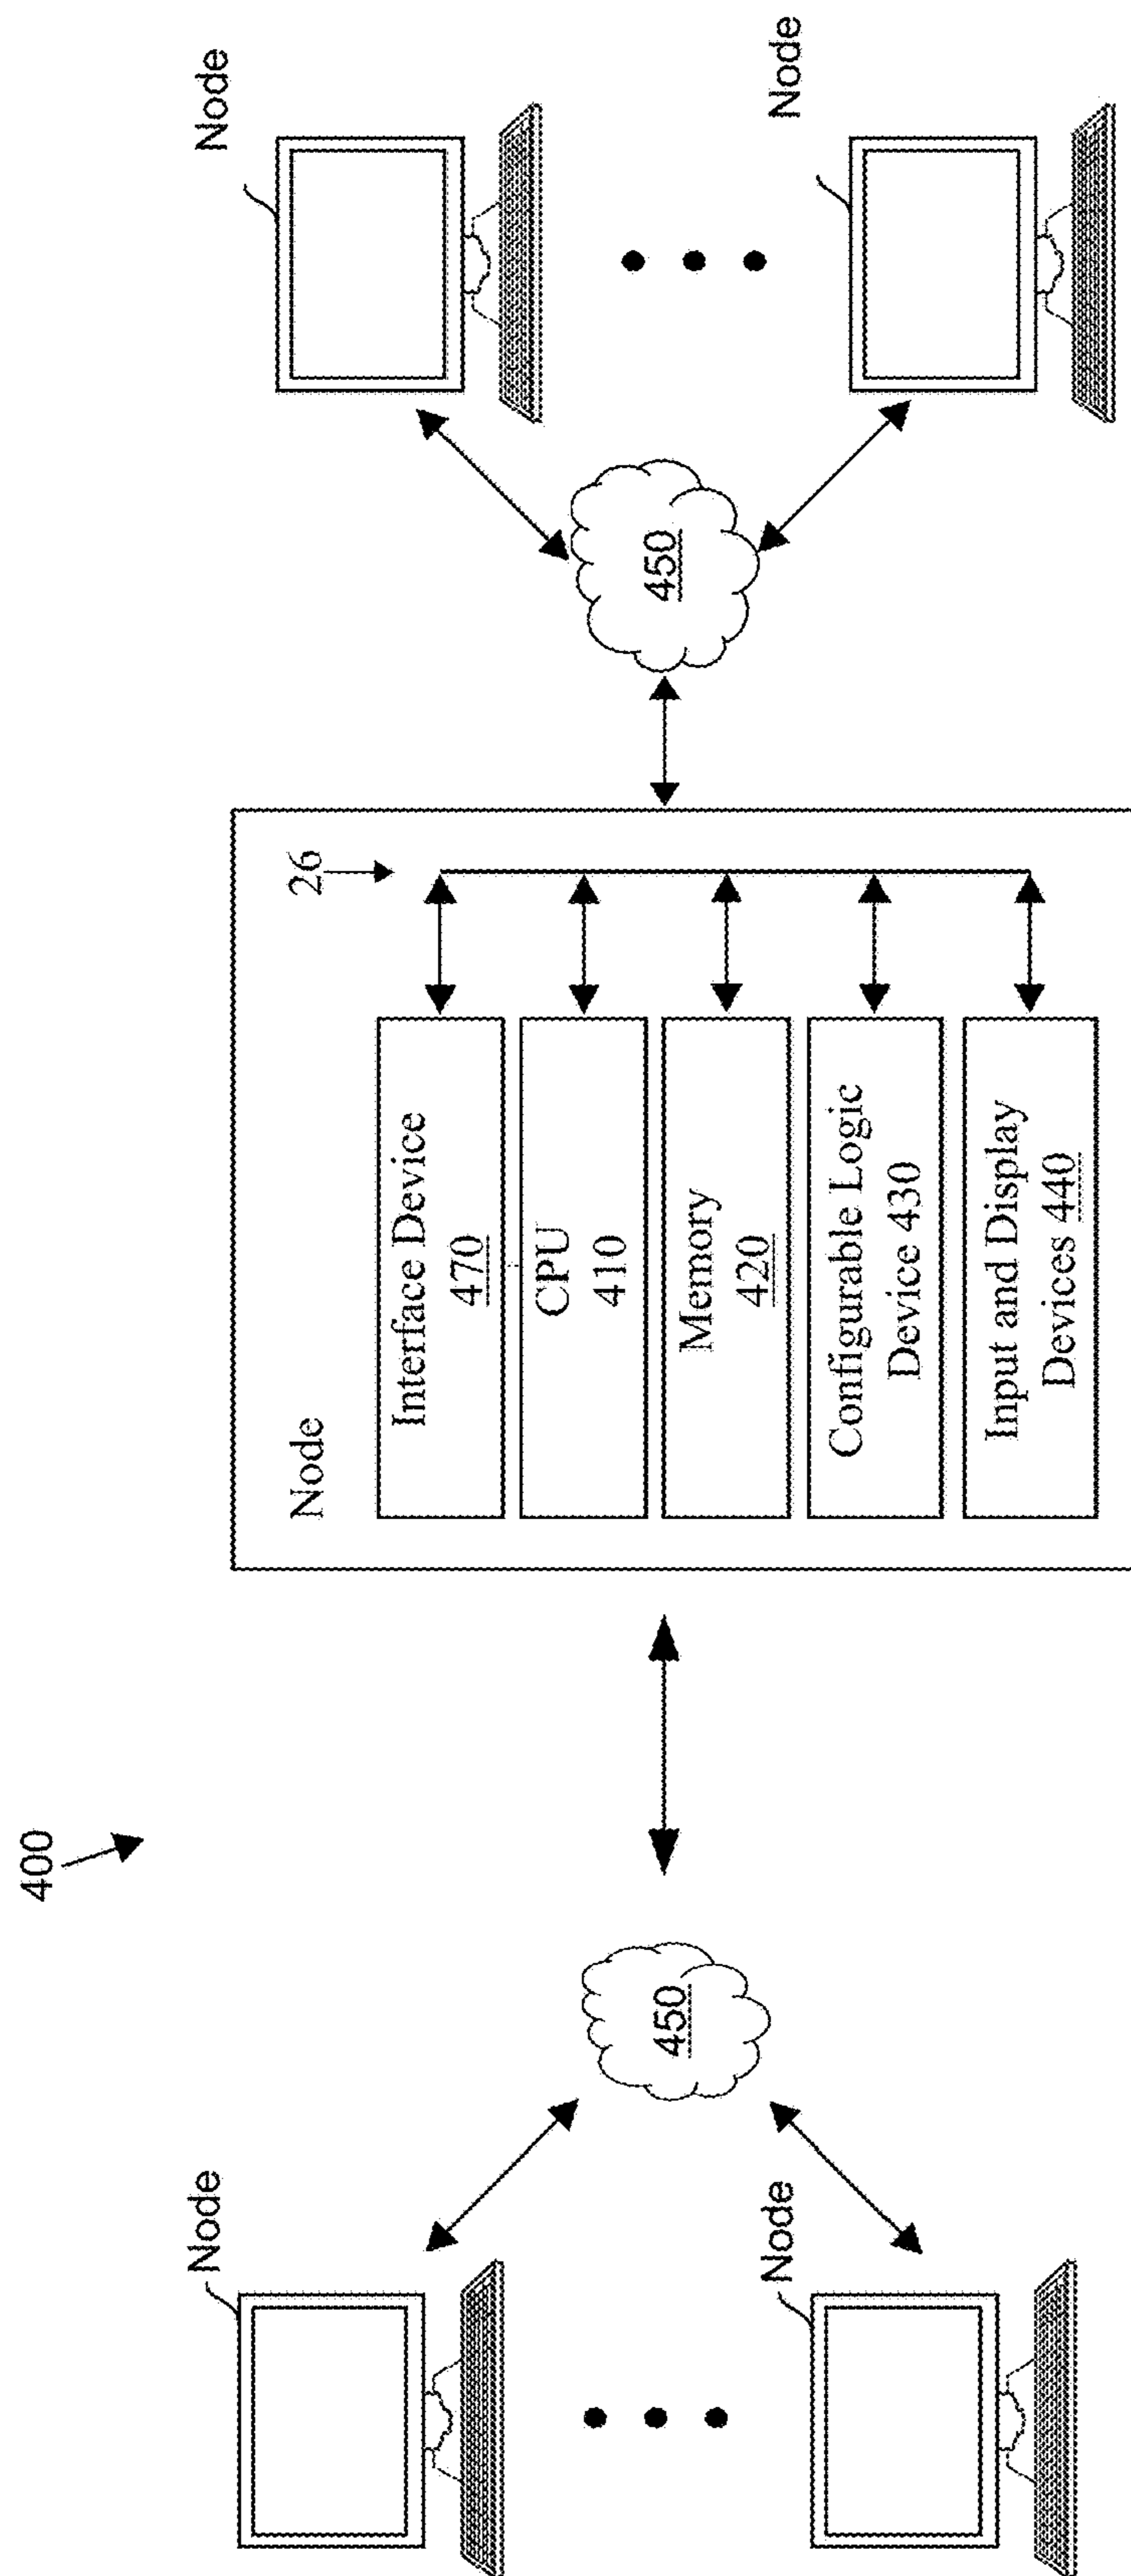 400
Node
Node
450
Node
26
Interface Device
470
CPU
410
Memory
420
Configurable Logic
Device 430
Input and Display
Devices 440
450
Node
Node